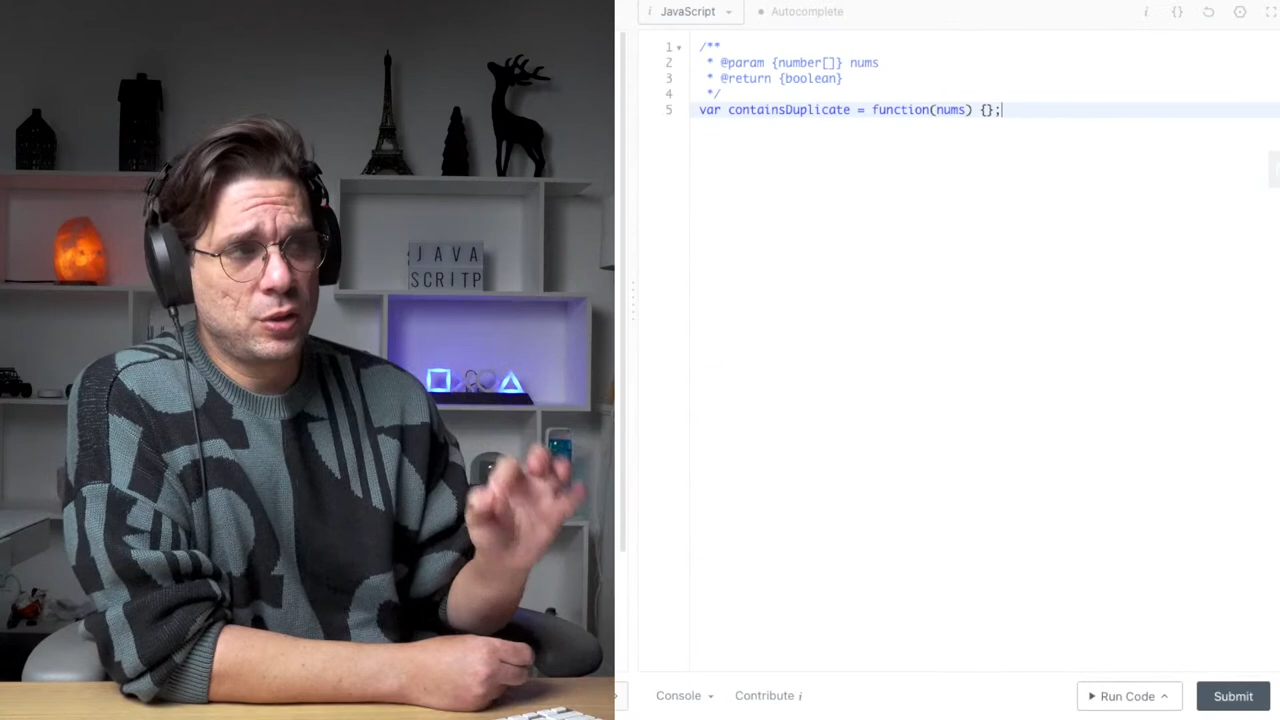 JAVA
SCRITP
i JavaScript
Autocomplete
i {}
1 /**
2 * @param {number[]} nums
3 * @return {boolean}
4 */
5 var containsDuplicate = function(nums) {};
Console
Contribute i
Run Code
Submit